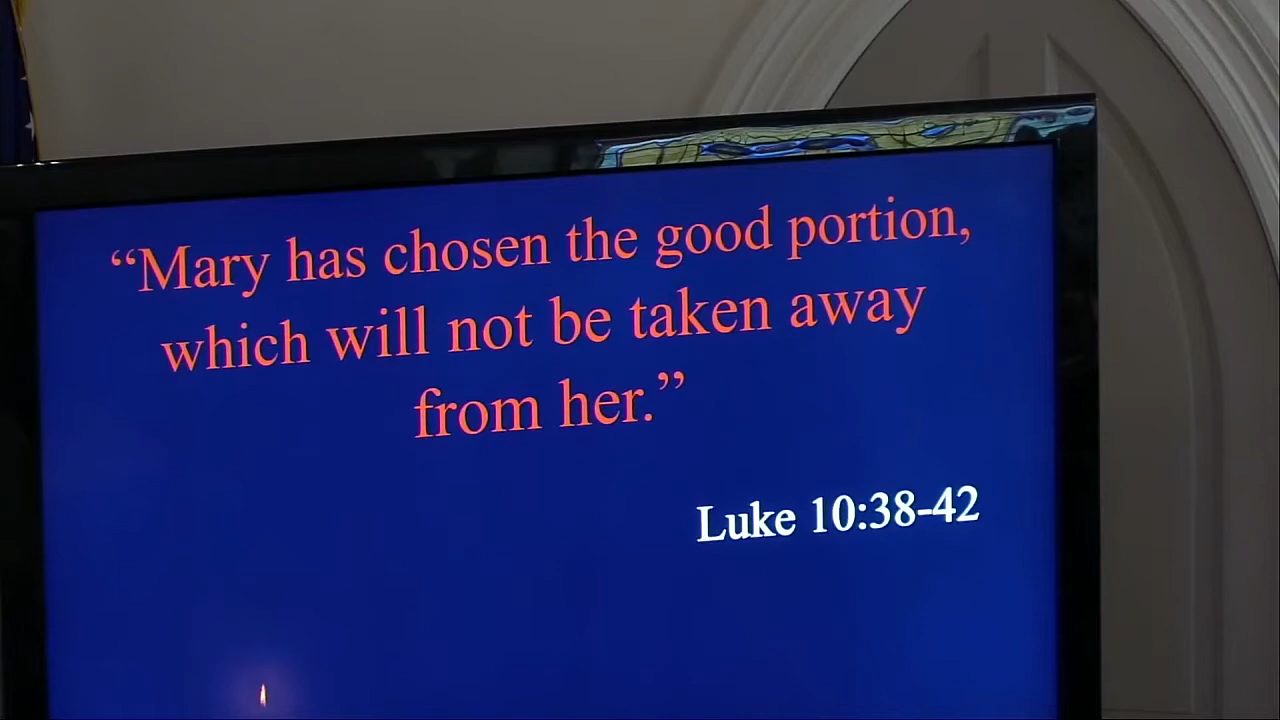 “Mary has chosen the good portion,
which will not be taken away
from her.”
Luke 10:38-42